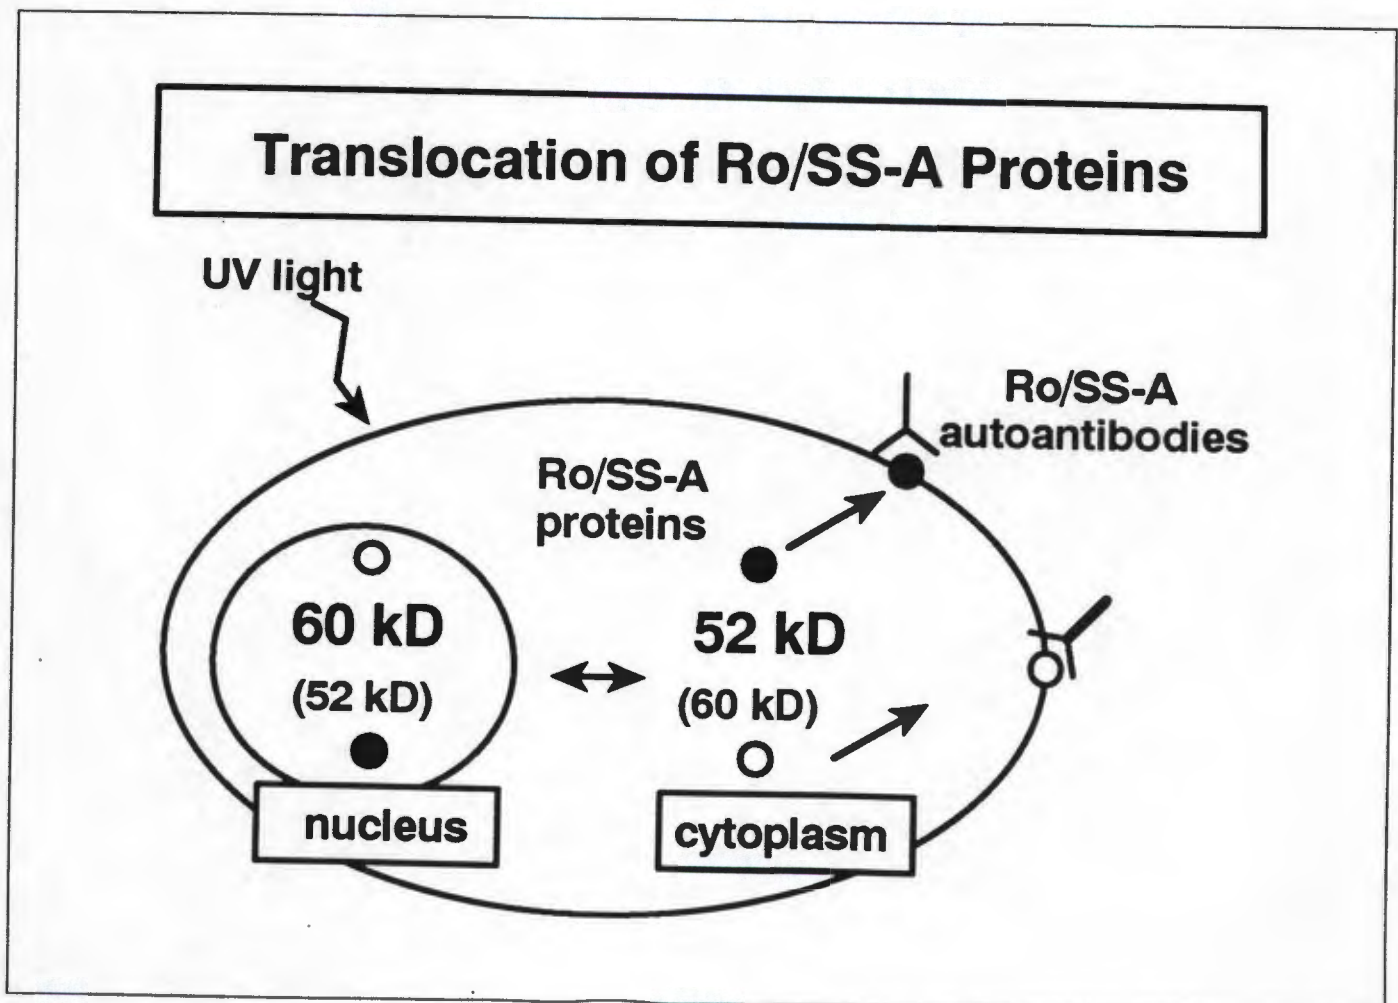 Translocation of Ro/SS-A Proteins
UV light
Ro/SS-A
autoantibodies
Ro/SS-A
proteins
60 kD
(52 kD)
52 kD
(60 kD)
nucleus
cytoplasm